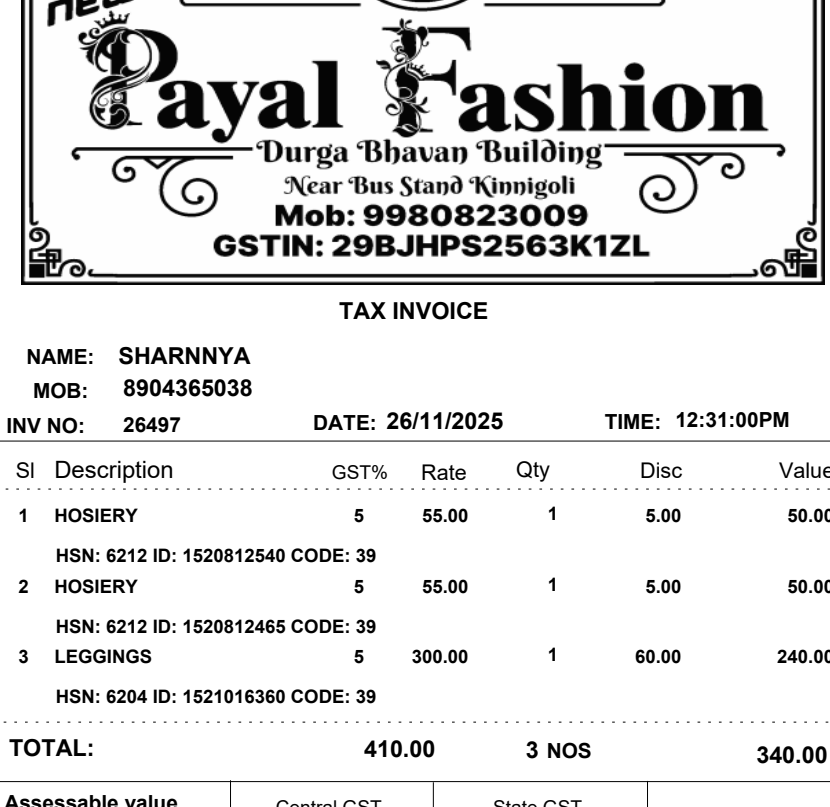 new
Payal Fashion
Durga Bhavan Building
Near Bus Stand Kinnigoli
Mob: 9980823009
GSTIN: 29BJHPS2563K1ZL
TAX INVOICE
NAME: SHARNNYA
MOB: 8904365038
INV NO: 26497 DATE: 26/11/2025 TIME: 12:31:00PM
Sl Description GST% Rate Qty Disc Value
1 HOSIERY 5 55.00 1 5.00 50.00
HSN: 6212 ID: 1520812540 CODE: 39
2 HOSIERY 5 55.00 1 5.00 50.00
HSN: 6212 ID: 1520812465 CODE: 39
3 LEGGINGS 5 300.00 1 60.00 240.00
HSN: 6204 ID: 1521016360 CODE: 39
TOTAL: 410.00 3 NOS 340.00
Assessable value Central GST State GST